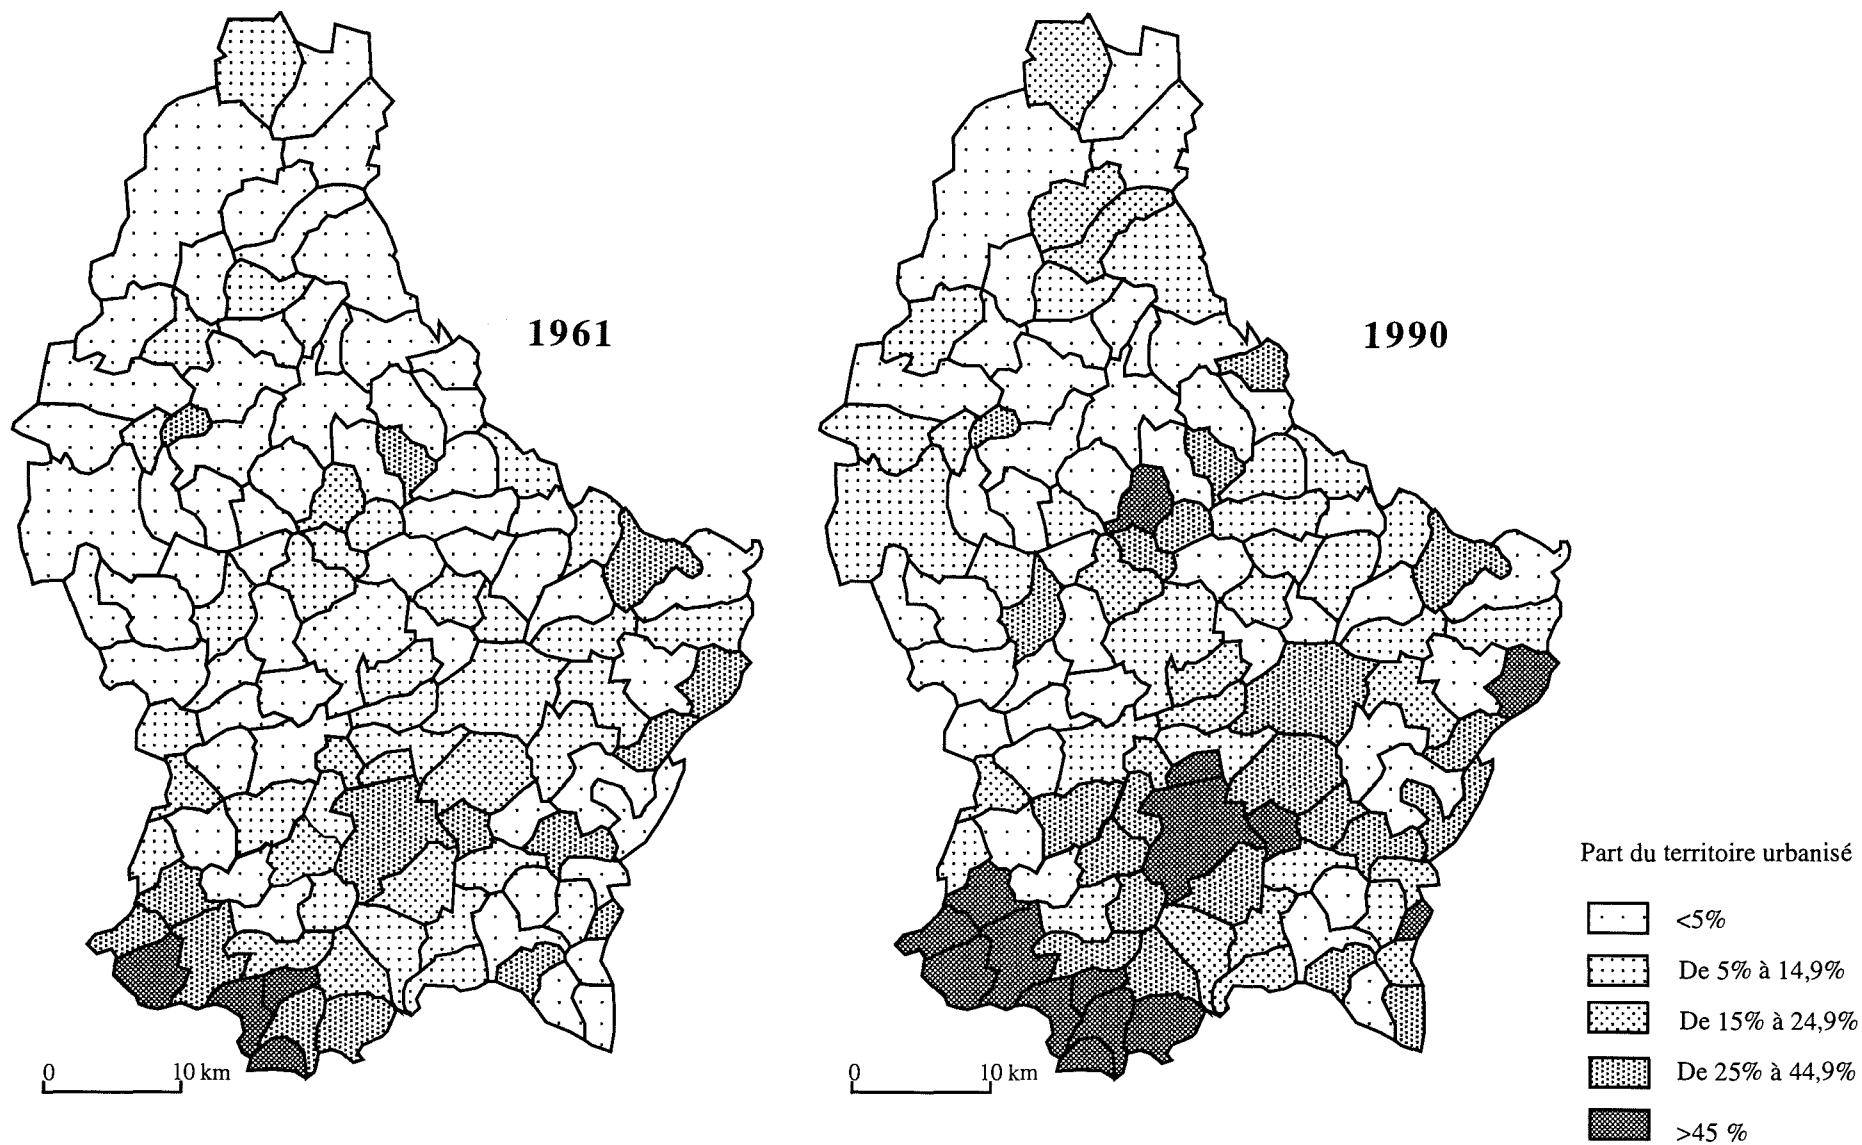 1961
1990
Part du territoire urbanisé
<5%
De 5% à 14,9%
De 15% à 24,9%
De 25% à 44,9%
>45 %
0 10 km
0 10 km